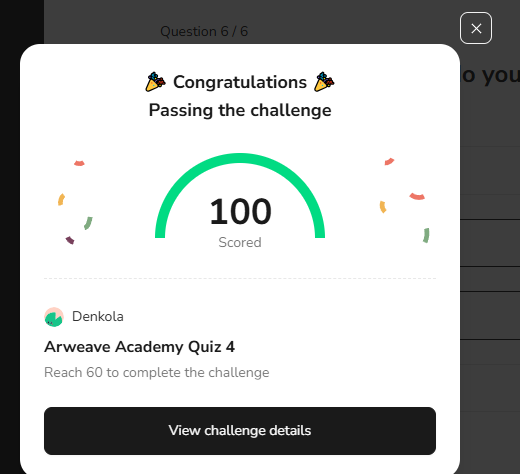 Question 6 / 6
o you
Congratulations
Passing the challenge
100
Scored
Denkola
Arweave Academy Quiz 4
Reach 60 to complete the challenge
View challenge details